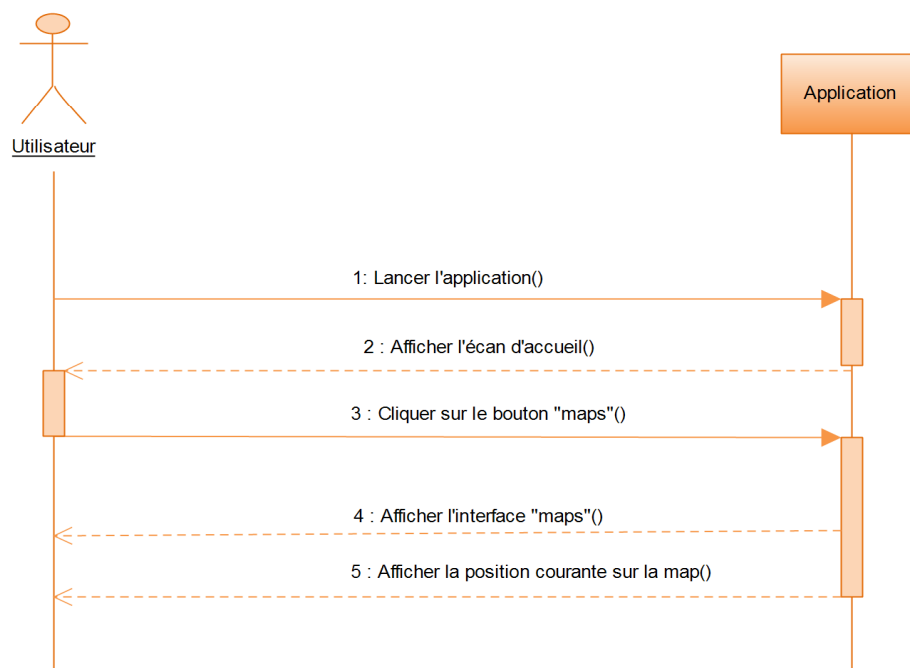 Application
Utilisateur
1: Lancer l'application()
2 : Afficher l'écan d'accueil()
3 : Cliquer sur le bouton "maps"()
4 : Afficher l'interface "maps"()
5 : Afficher la position courante sur la map()